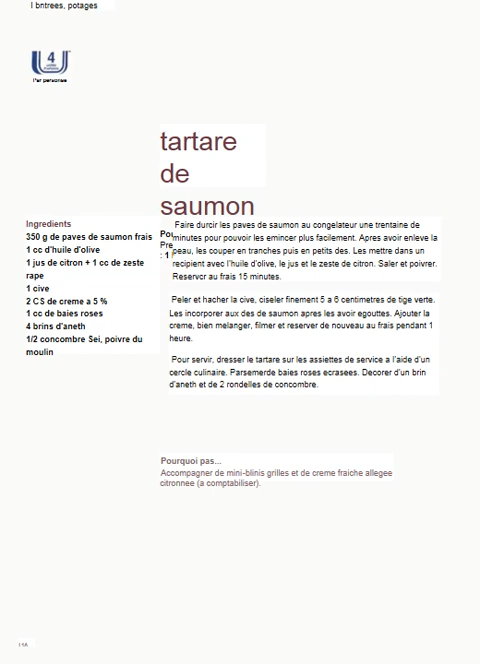 I bntrees, potages
4
l'ar personne
tartare
de
saumon
Ingredients
350 g de paves de saumon frais
1 cc d'huile d'olive
1 jus de citron + 1 cc de zeste
rape
1 cive
2 CS de creme a 5 %
1 cc de baies roses
4 brins d'aneth
1/2 concombre Sei, poivre du
moulin
Pou
Pre
: 1
Faire durcir les paves de saumon au congelateur une trentaine de
minutes pour pouvoir les emincer plus facilement. Apres avoir enleve la
peau, les couper en tranches puis en petits des. Les mettre dans un
recipient avec l'huile d'olive, le jus et le zeste de citron. Saler et poivrer.
Reservcr au frais 15 minutes.
Peler et hacher la cive, ciseler finement 5 a 6 centimetres de tige verte.
Les incorporer aux des de saumon apres les avoir egouttes. Ajouter la
creme, bien melanger, filmer et reserver de nouveau au frais pendant 1
heure.
Pour servir, dresser le tartare sur les assiettes de service a l'aide d'un
cercle culinaire. Parsemerde baies roses ecrasees. Decorer d'un brin
d'aneth et de 2 rondelles de concombre.
Pourquoi pas...
Accompagner de mini-blinis grilles et de creme fraiche allegee
citronnee (a comptabiliser).